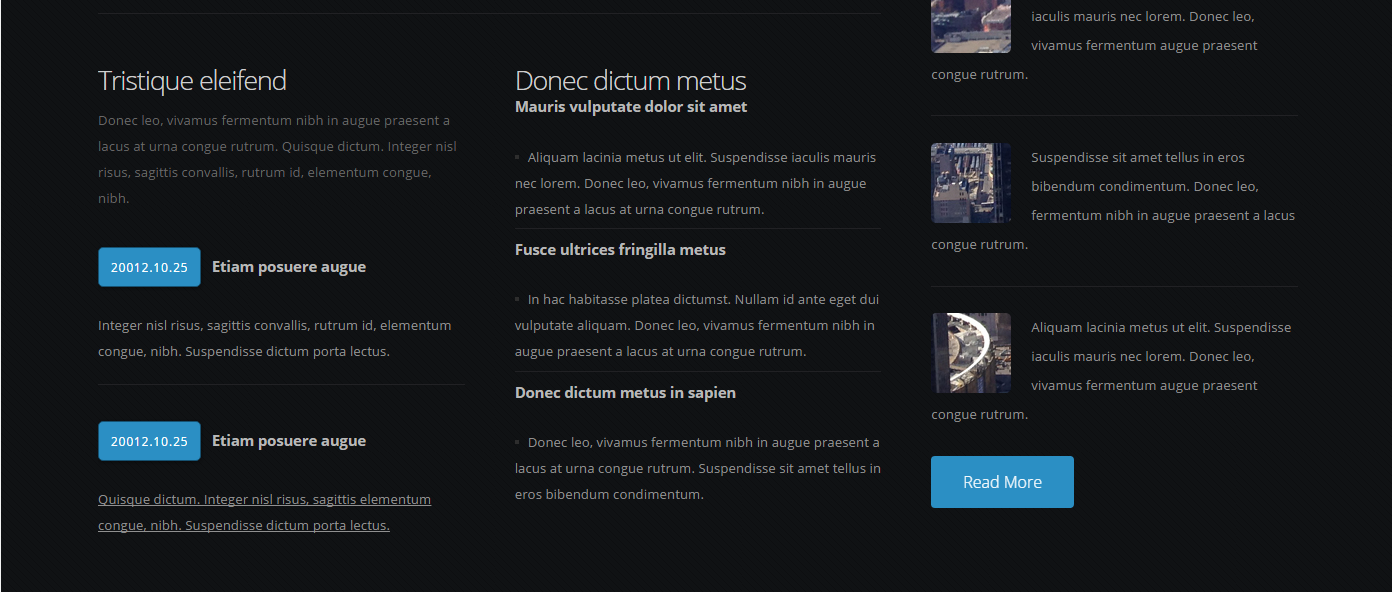 Tristique eleifend
Donec leo, vivamus fermentum nibh in augue praesent a
lacus at urna congue rutrum. Quisque dictum. Integer nisl
risus, sagittis convallis, rutrum id, elementum congue,
nibh.
20012.10.25 Etiam posuere augue
Integer nisl risus, sagittis convallis, rutrum id, elementum
congue, nibh. Suspendisse dictum porta lectus.
20012.10.25 Etiam posuere augue
Quisque dictum. Integer nisl risus, sagittis elementum
congue, nibh. Suspendisse dictum porta lectus.
Donec dictum metus
Mauris vulputate dolor sit amet
Aliquam lacinia metus ut elit. Suspendisse iaculis mauris
nec lorem. Donec leo, vivamus fermentum nibh in augue
praesent a lacus at urna congue rutrum.
Fusce ultrices fringilla metus
In hac habitasse platea dictumst. Nullam id ante eget dui
vulputate aliquam. Donec leo, vivamus fermentum nibh in
augue praesent a lacus at urna congue rutrum.
Donec dictum metus in sapien
Donec leo, vivamus fermentum nibh in augue praesent a
lacus at urna congue rutrum. Suspendisse sit amet tellus in
eros bibendum condimentum.
iaculis mauris nec lorem. Donec leo,
vivamus fermentum augue praesent
congue rutrum.
Suspendisse sit amet tellus in eros
bibendum condimentum. Donec leo,
fermentum nibh in augue praesent a lacus
congue rutrum.
Aliquam lacinia metus ut elit. Suspendisse
iaculis mauris nec lorem. Donec leo,
vivamus fermentum augue praesent
congue rutrum.
Read More